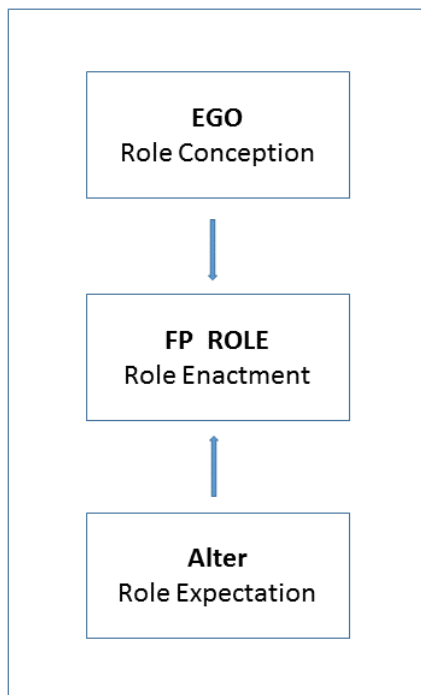 EGO
Role Conception
FP ROLE
Role Enactment
Alter
Role Expectation